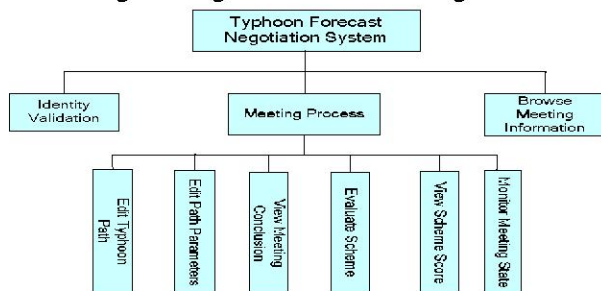 Typhoon Forecast
Negotiation System
Identity
Validation
Meeting Process
Browse
Meeting
Information
Edit Typhoon
Path
Edit Path Parameters
View Meeting
Conclusion
Evaluate Scheme
View Scheme Score
Monitor Meeting State